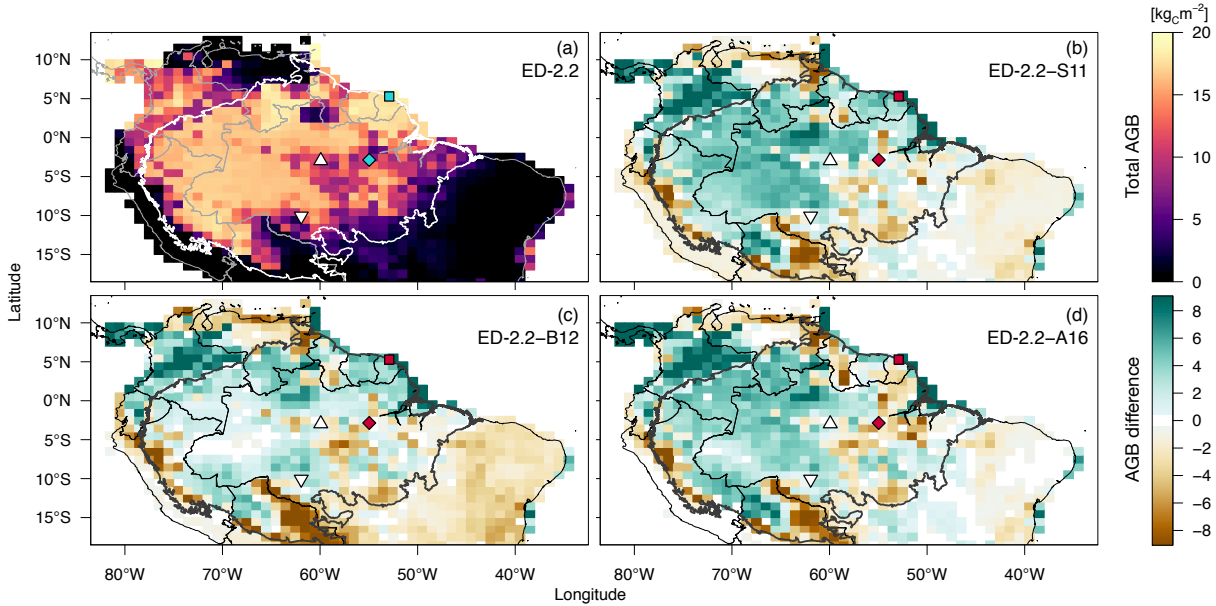 [kgCm−2]
(a)
ED-2.2
(b)
ED-2.2−S11
10°N
5°N
0°N
5°S
10°S
15°S
20
15
10
5
0
Total AGB
Latitude
(c)
ED-2.2−B12
(d)
ED-2.2−A16
10°N
5°N
0°N
5°S
10°S
15°S
8
6
4
2
0
−2
−4
−6
−8
AGB difference
80°W 70°W 60°W 50°W 40°W 80°W 70°W 60°W 50°W 40°W
Longitude